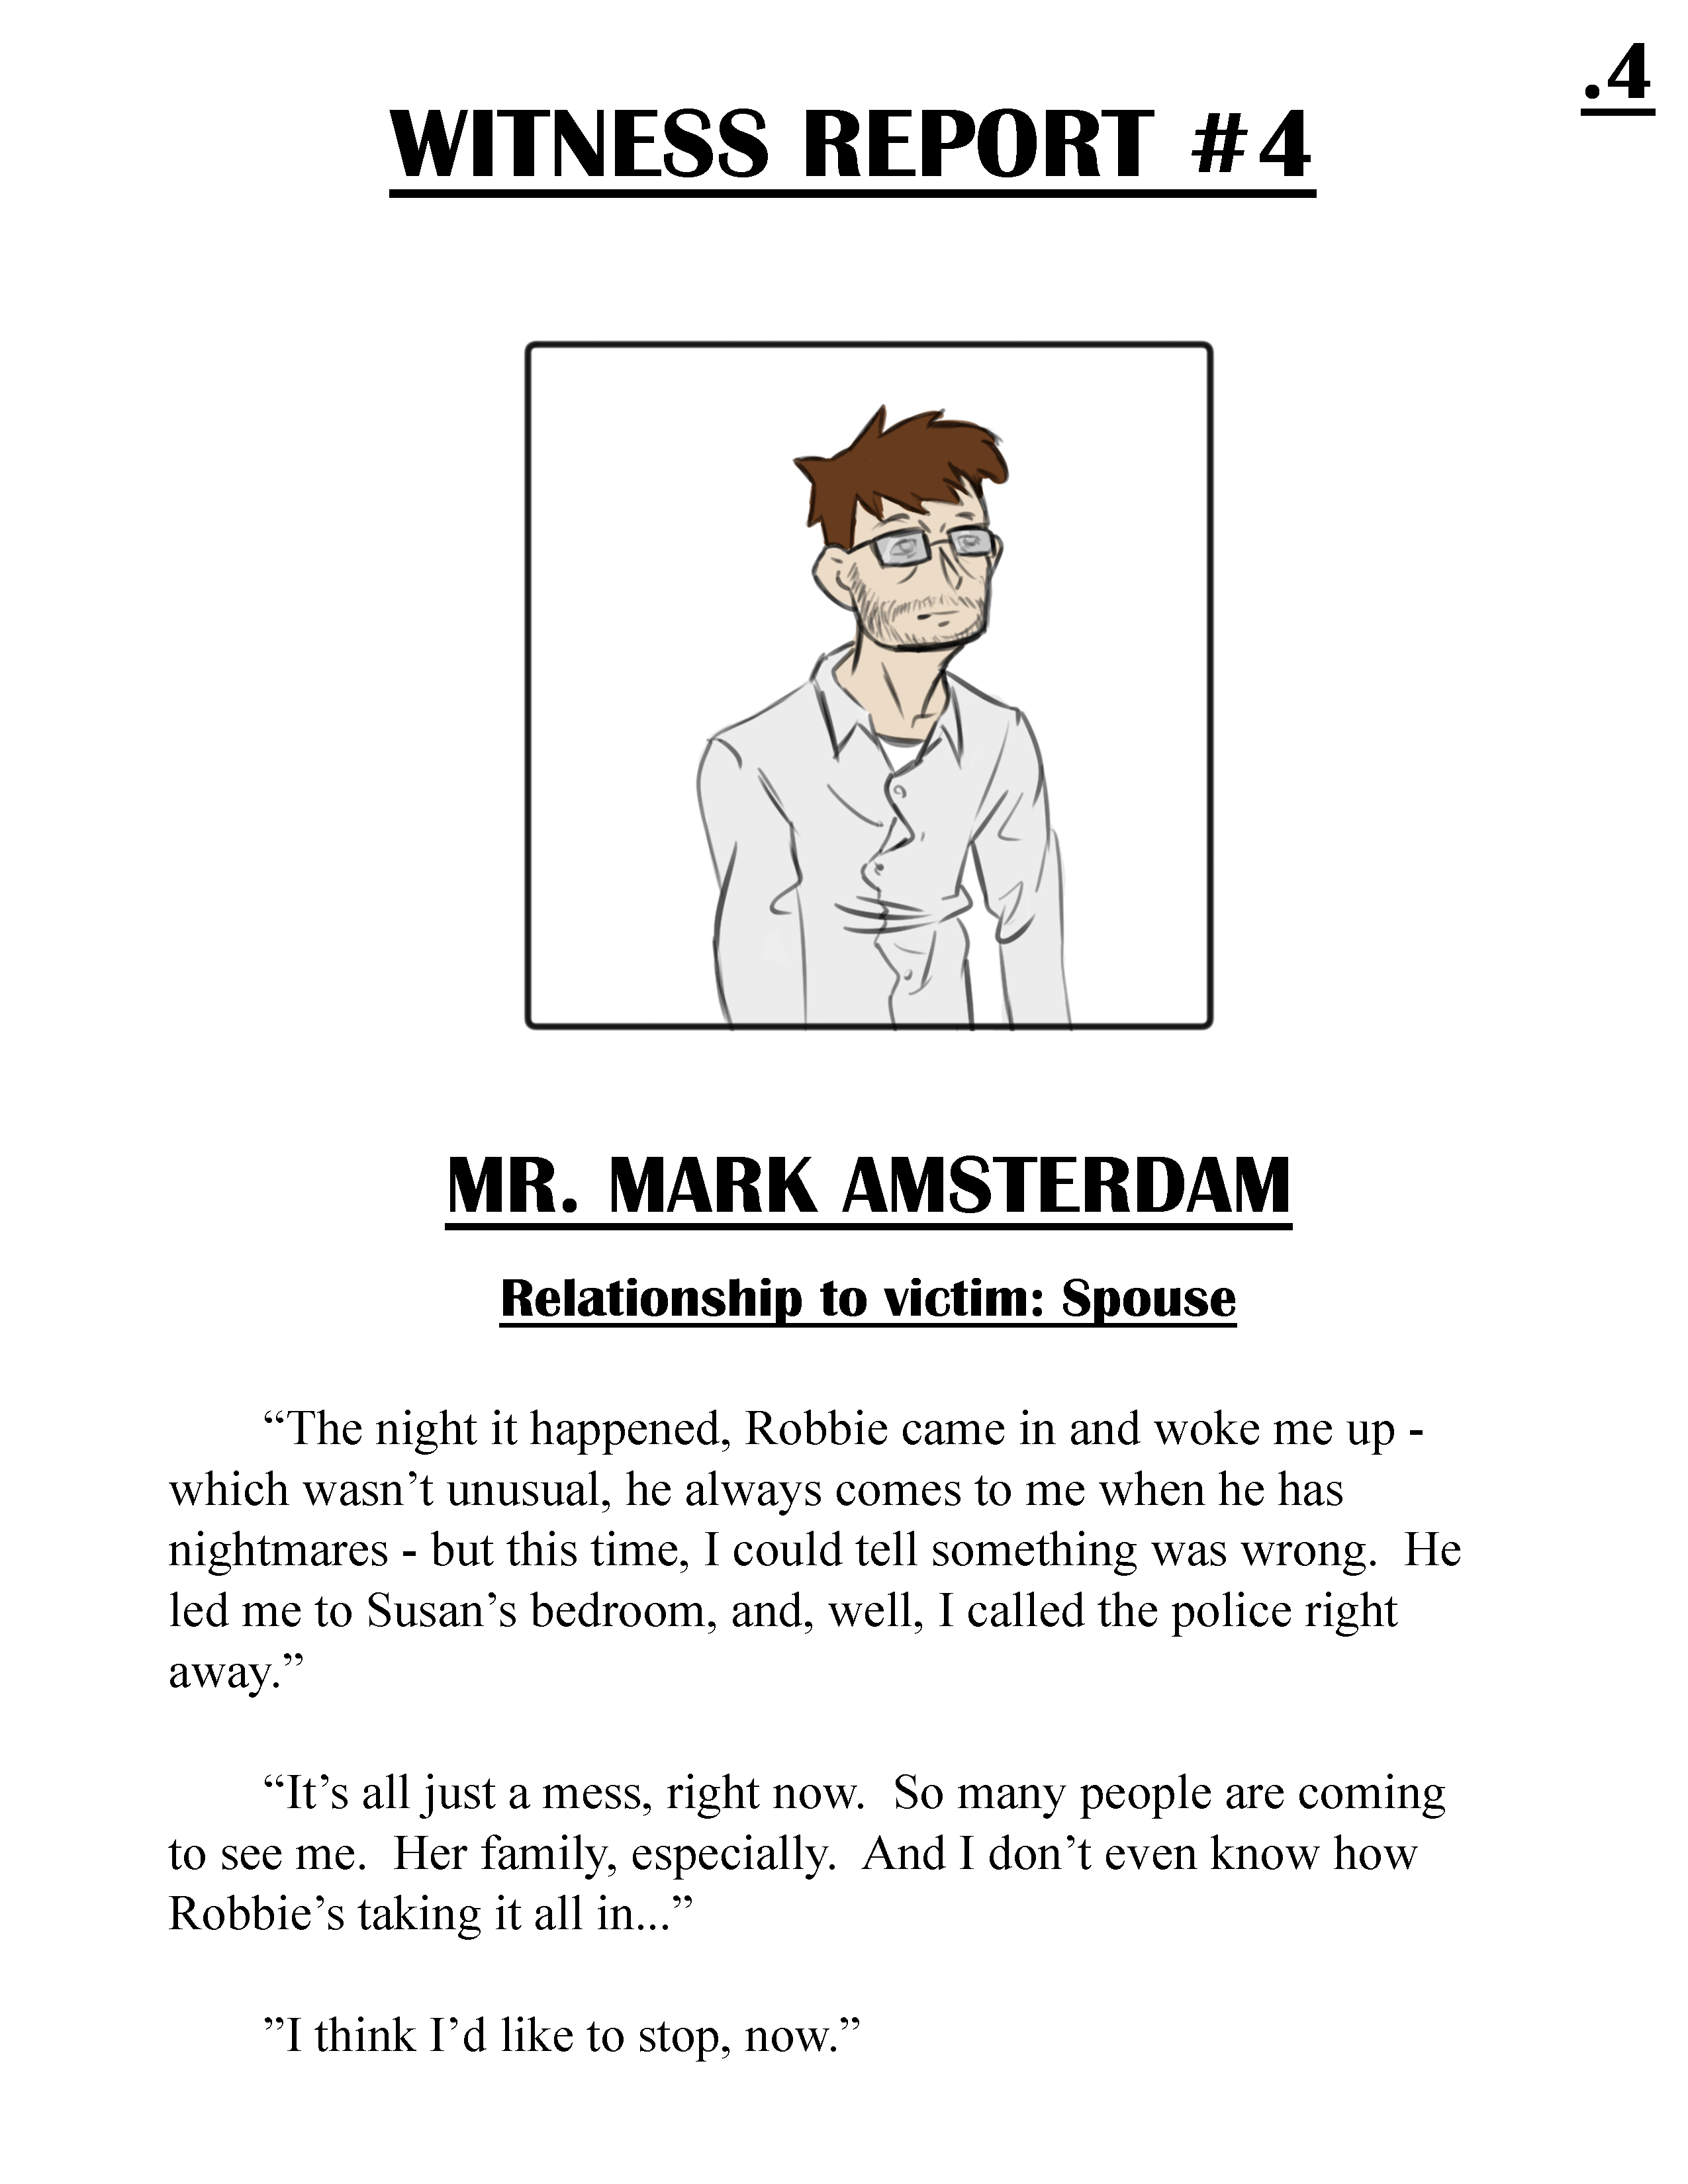 .4
WITNESS REPORT #4
MR. MARK AMSTERDAM
Relationship to victim: Spouse
“The night it happened, Robbie came in and woke me up -
which wasn’t unusual, he always comes to me when he has
nightmares - but this time, I could tell something was wrong.  He
led me to Susan’s bedroom, and, well, I called the police right
away.”
“It’s all just a mess, right now.  So many people are coming
to see me.  Her family, especially.  And I don’t even know how
Robbie’s taking it all in...”
”I think I’d like to stop, now.”